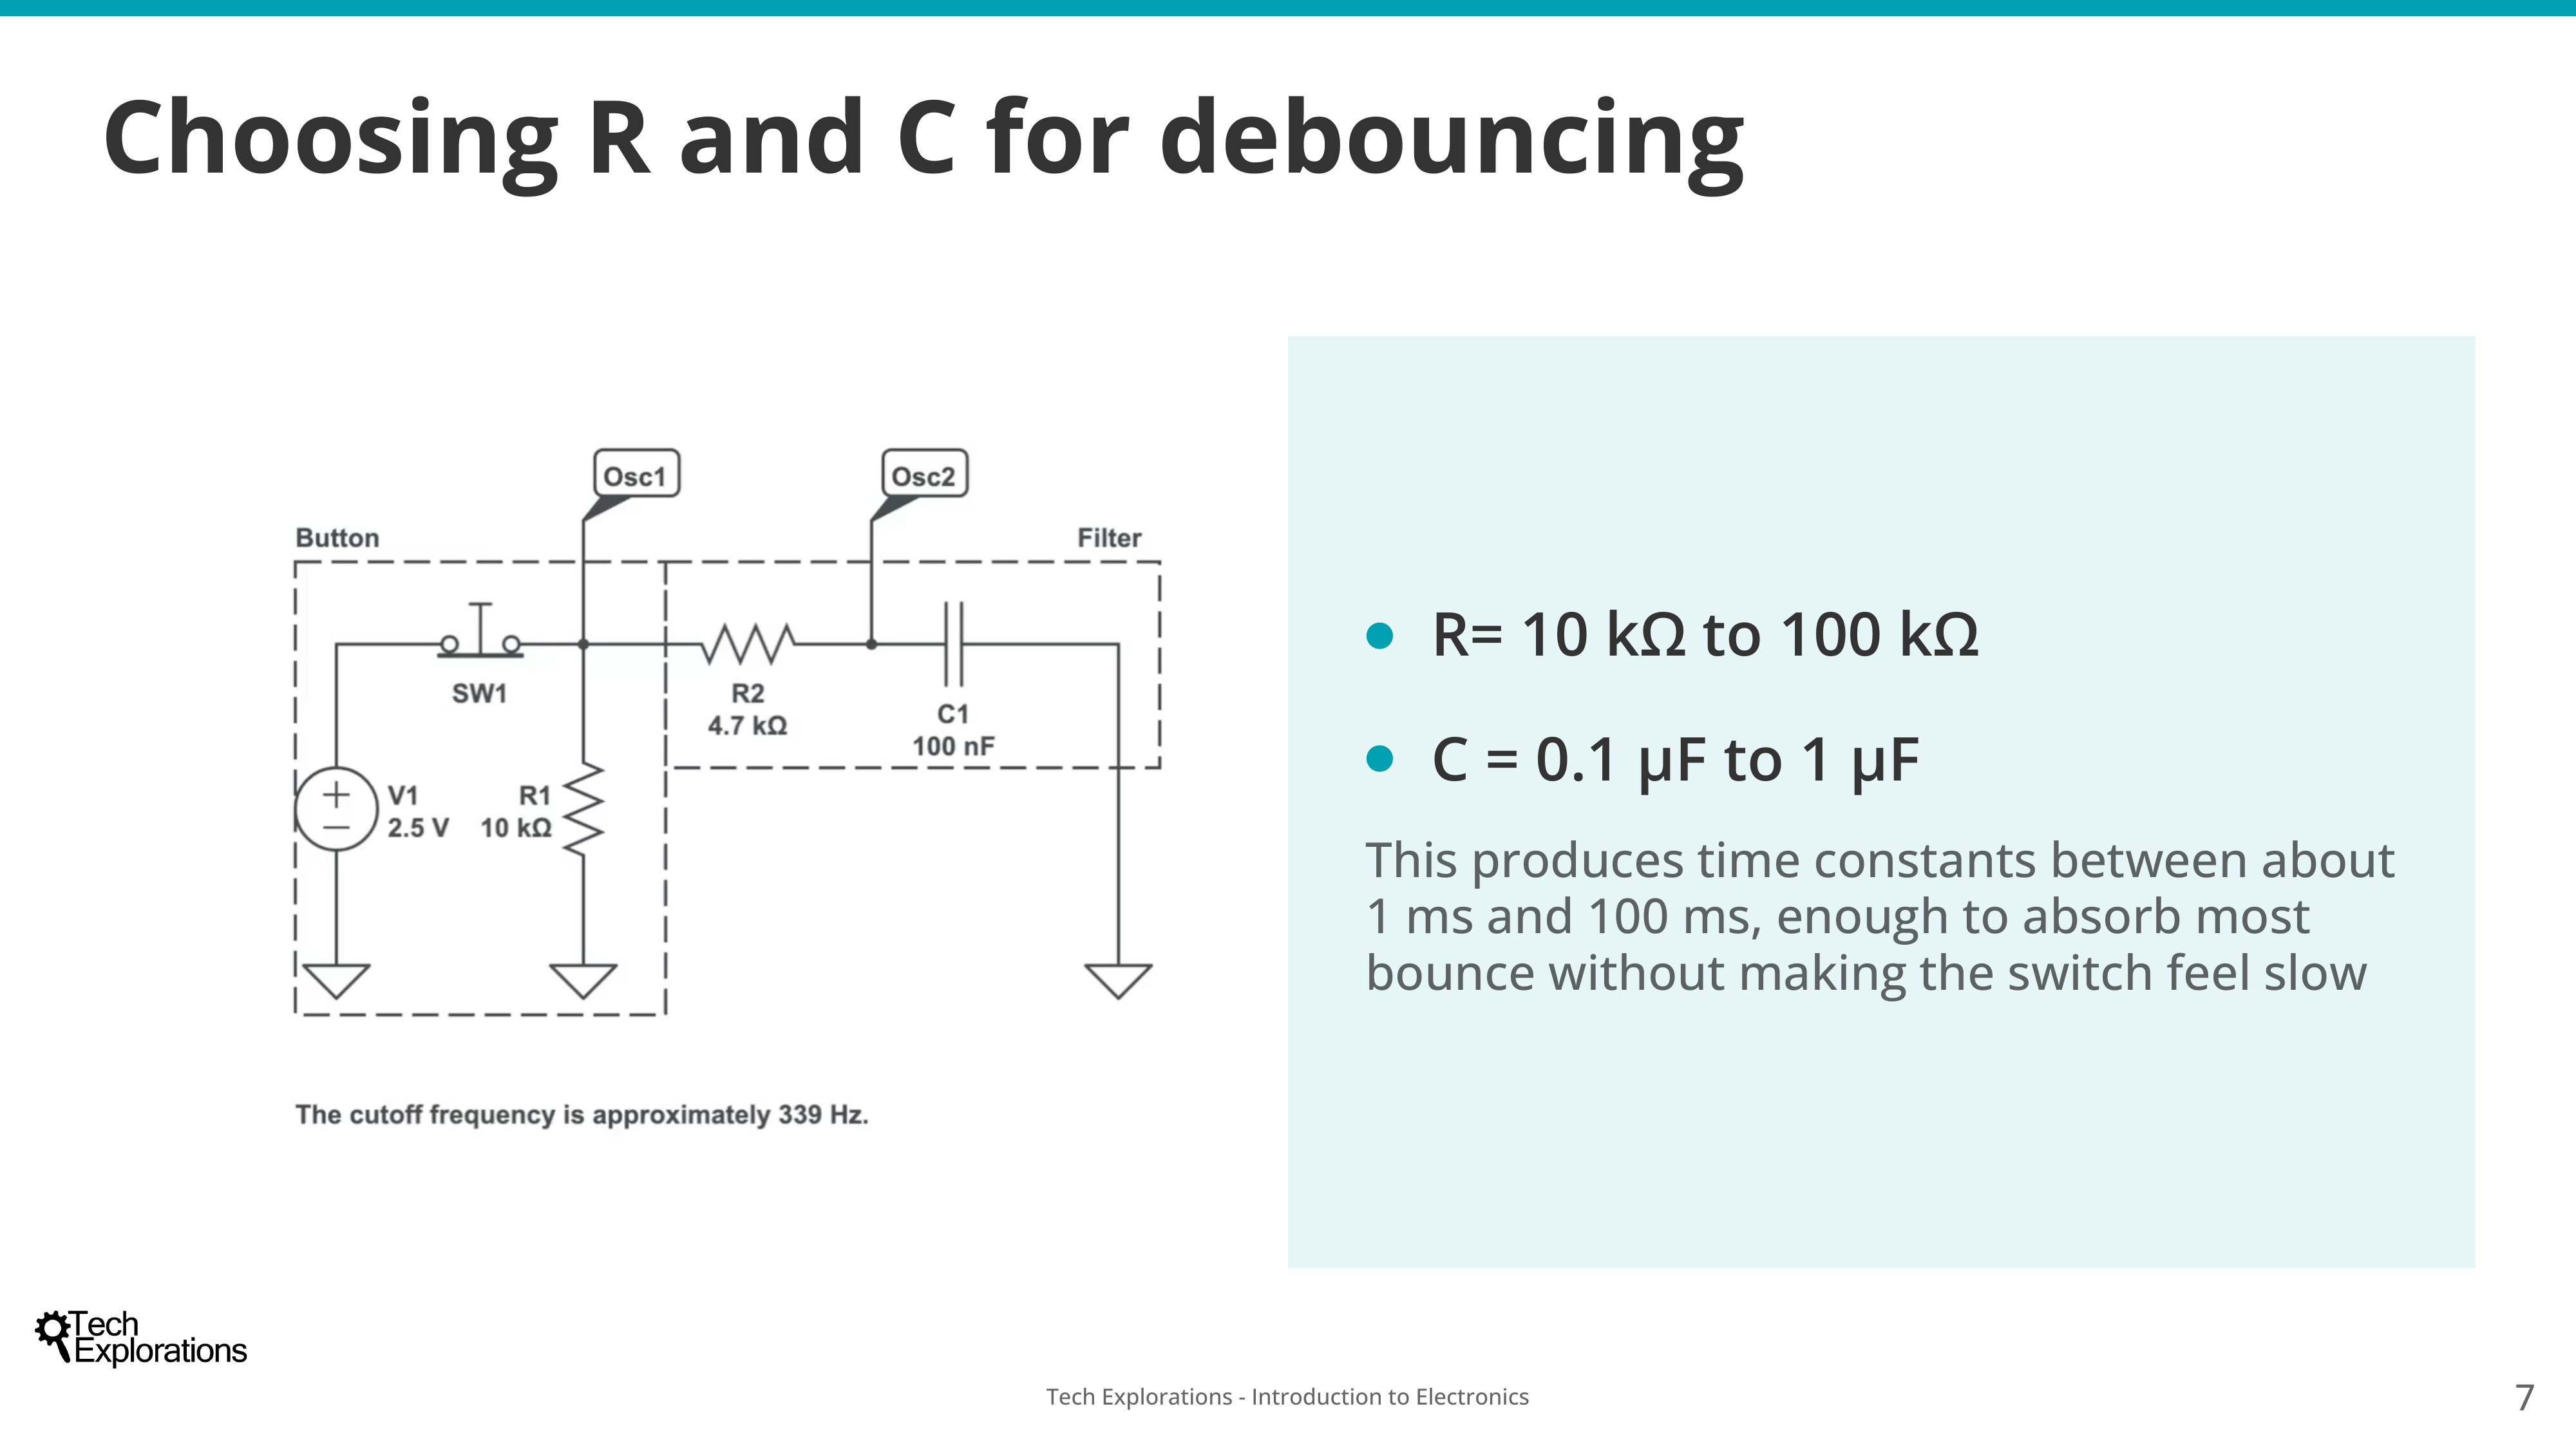 Choosing R and C for debouncing
Osc1
Osc2
Button
Filter
SW1
R2
4.7 kΩ
C1
100 nF
V1
2.5 V
R1
10 kΩ
The cutoff frequency is approximately 339 Hz.
R= 10 kΩ to 100 kΩ
C = 0.1 µF to 1 µF
This produces time constants between about
1 ms and 100 ms, enough to absorb most
bounce without making the switch feel slow
Tech
Explorations
Tech Explorations - Introduction to Electronics
7